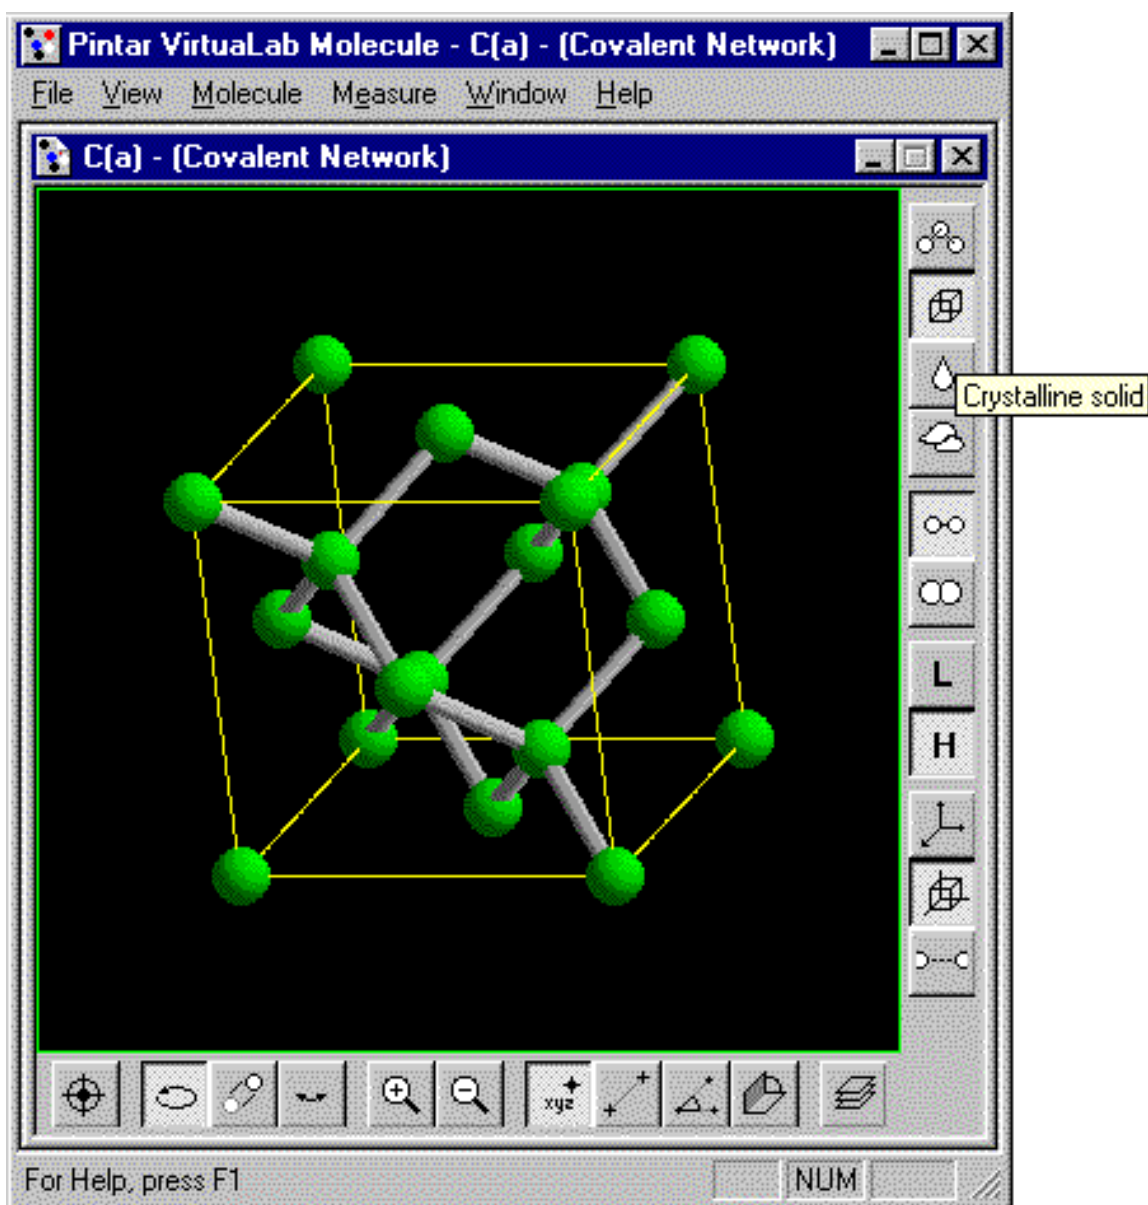 Pintar VirtuaLab Molecule - C(a) - (Covalent Network)
File View Molecule Measure Window Help
C(a) - (Covalent Network)
Crystalline solid
L
H
xyz
For Help, press F1
NUM